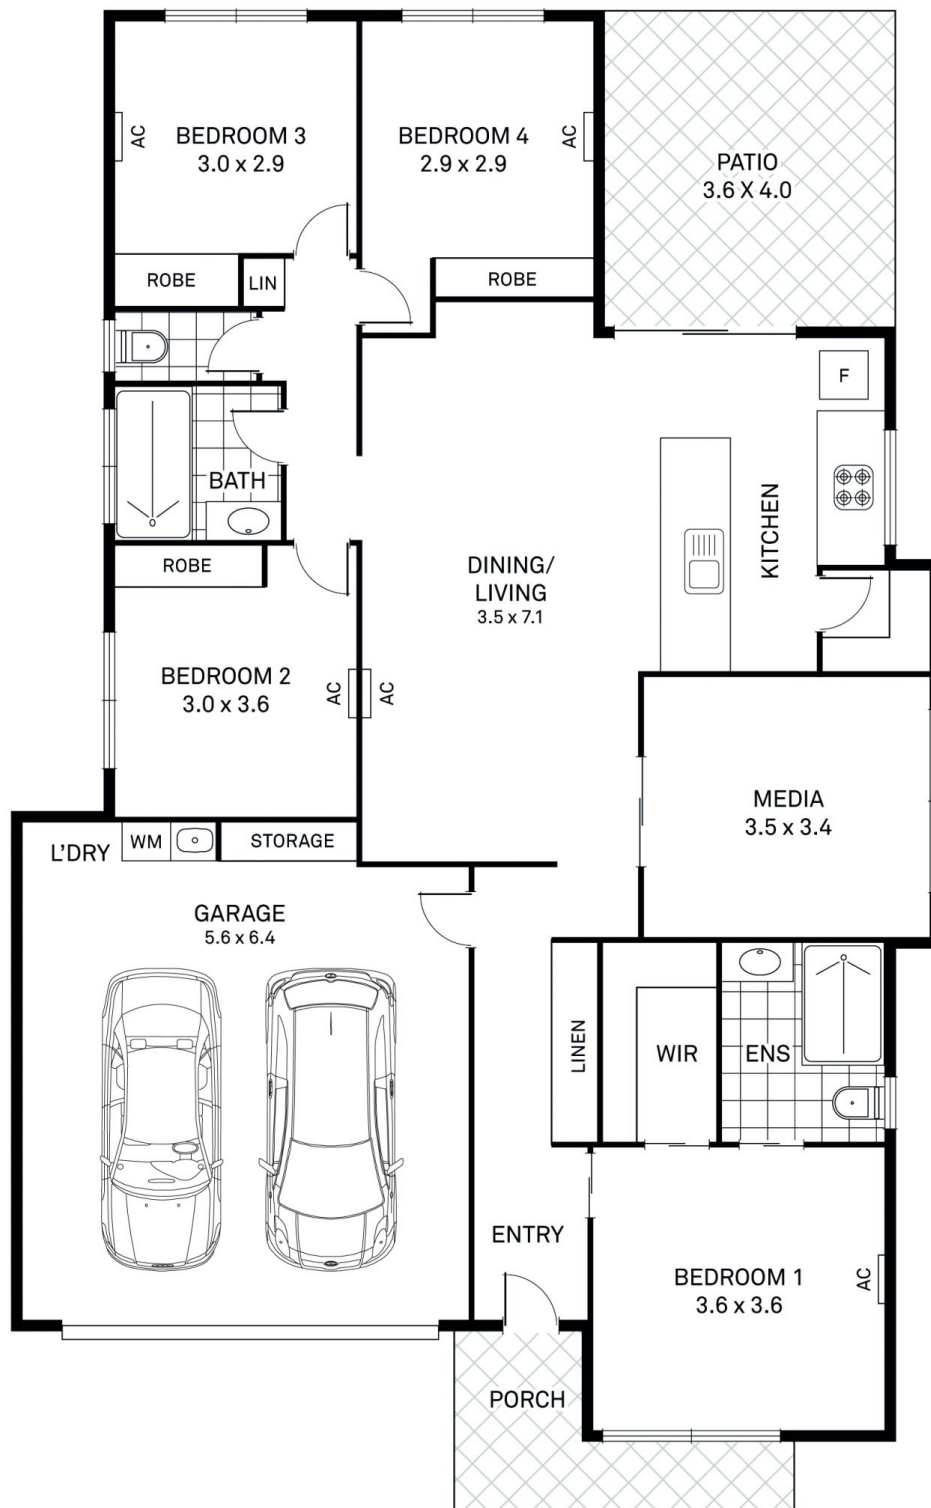 BEDROOM 3
3.0 x 2.9
AC
BEDROOM 4
2.9 x 2.9
AC
PATIO
3.6 X 4.0
ROBE
LIN
ROBE
F
BATH
KITCHEN
ROBE
DINING/
LIVING
3.5 x 7.1
BEDROOM 2
3.0 x 3.6
AC
AC
MEDIA
3.5 x 3.4
L'DRY
WM
STORAGE
GARAGE
5.6 x 6.4
LINEN
WIR
ENS
ENTRY
BEDROOM 1
3.6 x 3.6
AC
PORCH